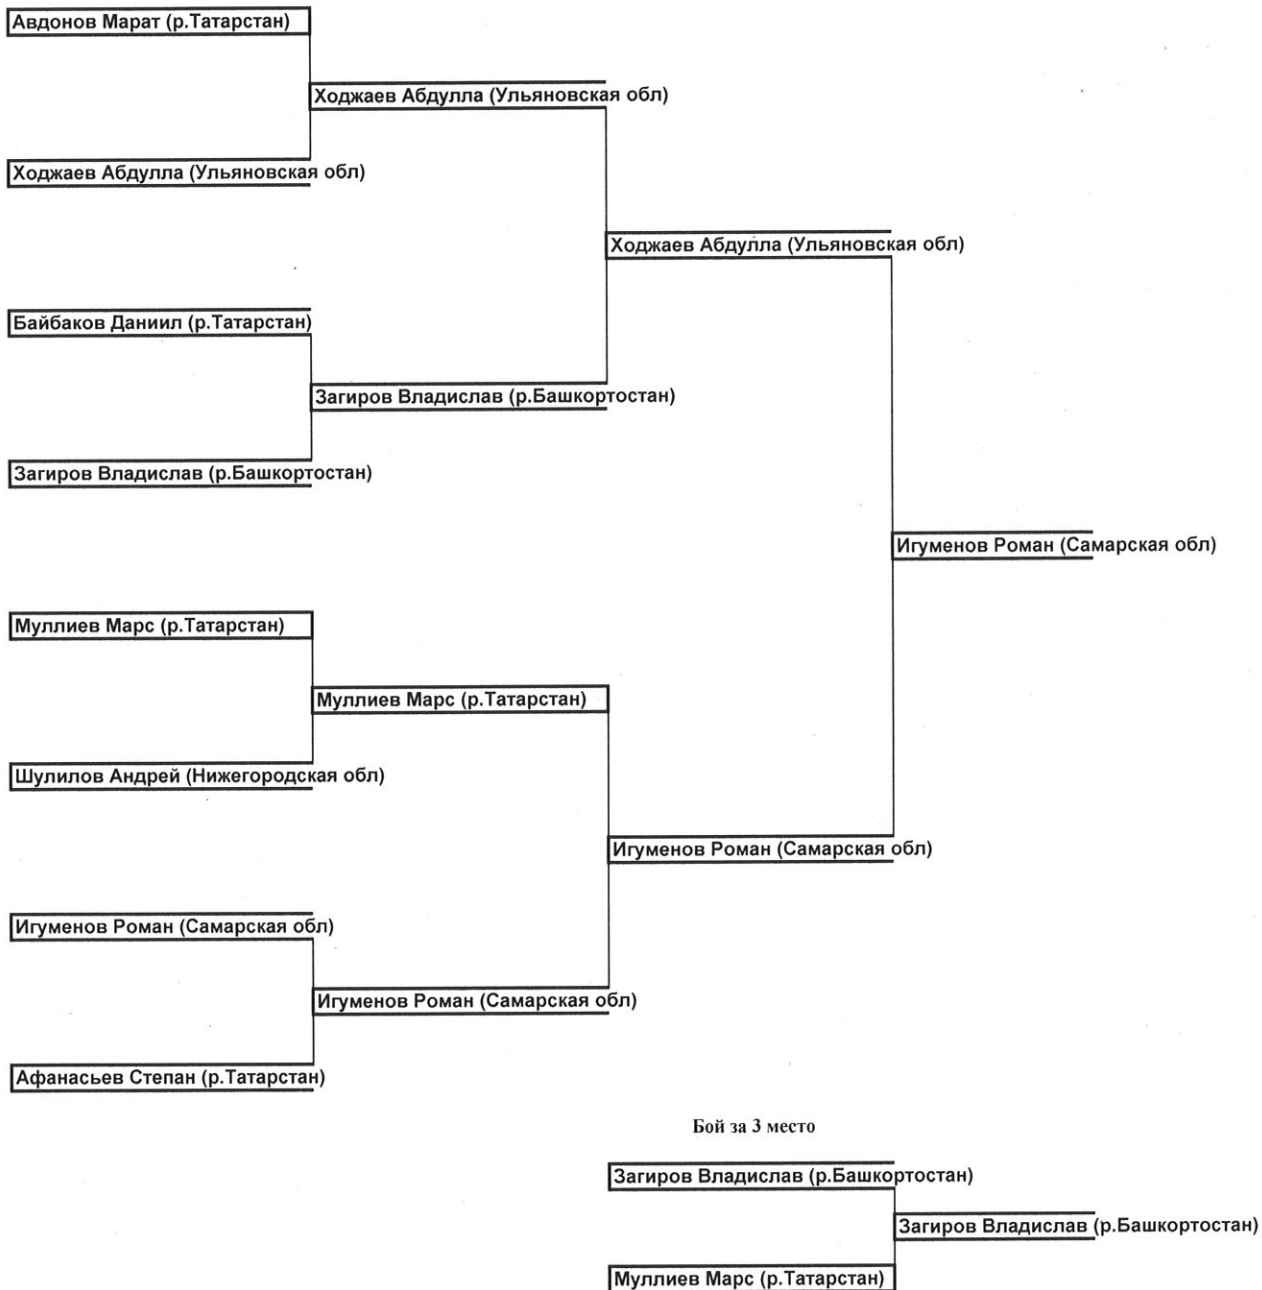 Авдонов Марат (р.Татарстан)
Ходжаев Абдулла (Ульяновская обл)
Ходжаев Абдулла (Ульяновская обл)
Ходжаев Абдулла (Ульяновская обл)
Байбаков Даниил (р.Татарстан)
Загиров Владислав (р.Башкортостан)
Загиров Владислав (р.Башкортостан)
Игуменов Роман (Самарская обл)
Муллиев Марс (р.Татарстан)
Муллиев Марс (р.Татарстан)
Шулилов Андрей (Нижегородская обл)
Игуменов Роман (Самарская обл)
Игуменов Роман (Самарская обл)
Игуменов Роман (Самарская обл)
Афанасьев Степан (р.Татарстан)
Бой за 3 место
Загиров Владислав (р.Башкортостан)
Загиров Владислав (р.Башкортостан)
Муллиев Марс (р.Татарстан)